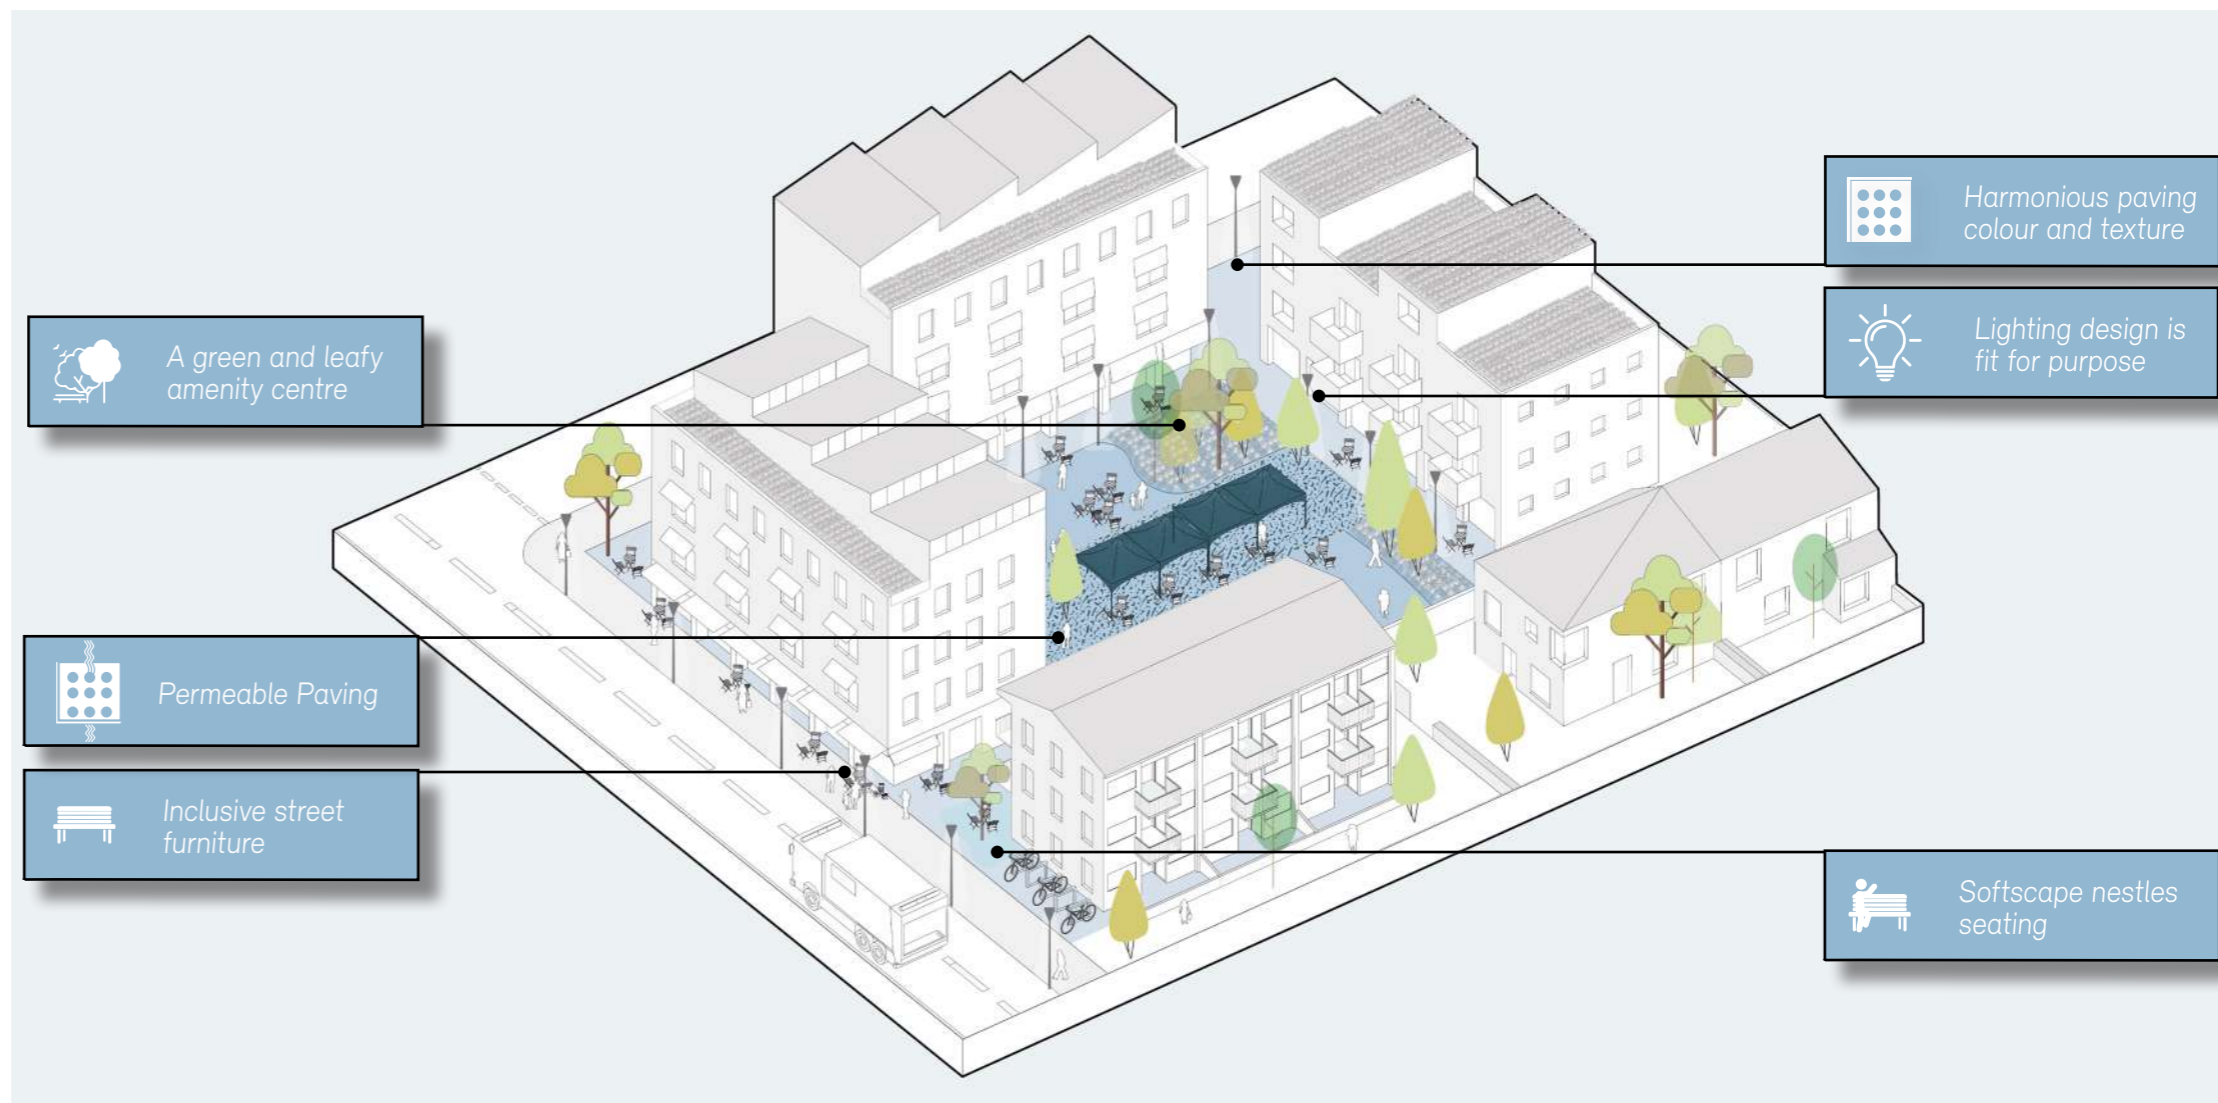 A green and leafy
amenity centre
Permeable Paving
Inclusive street
furniture
Harmonious paving
colour and texture
Lighting design is
fit for purpose
Softscape nestles
seating